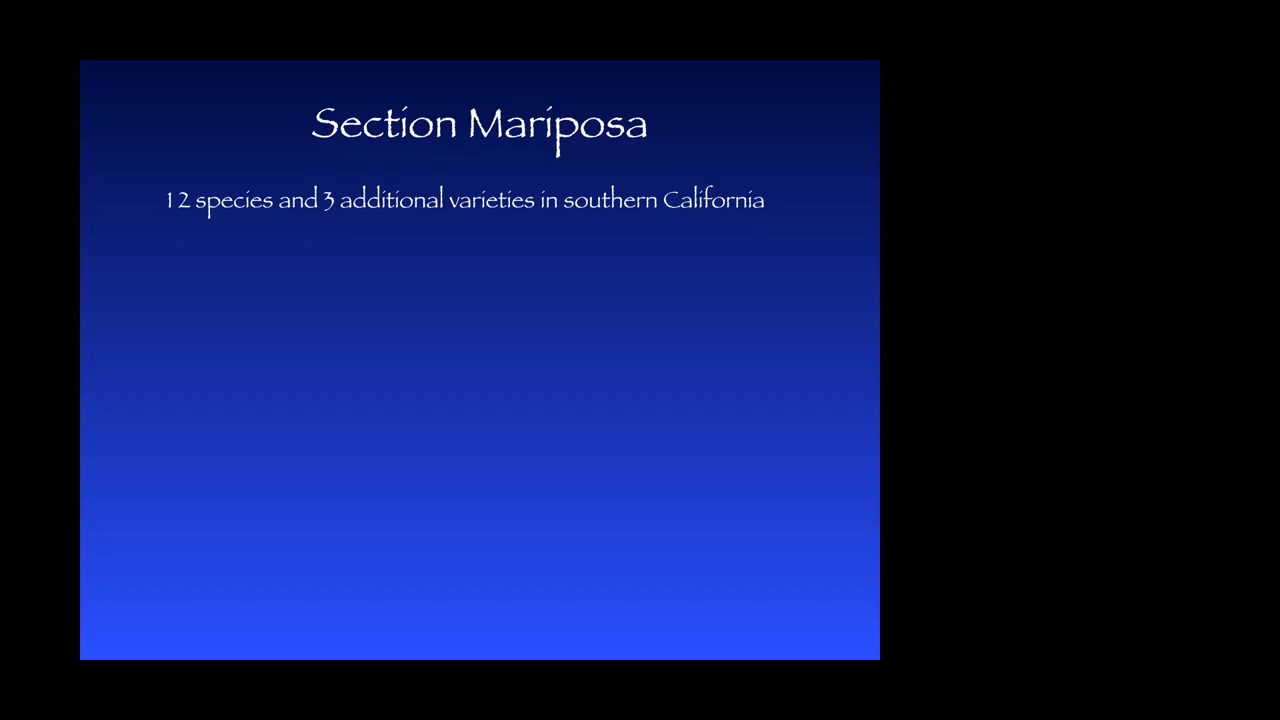 Section Mariposa
12 species and 3 additional varieties in southern California